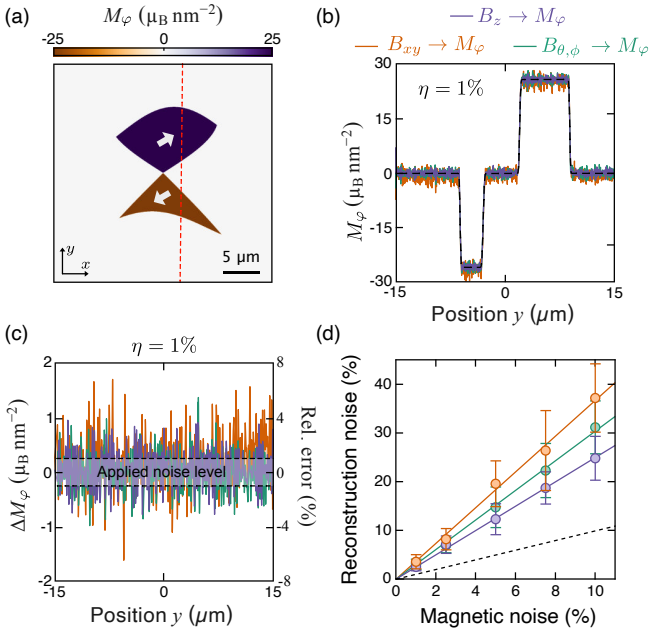 (a)
M_φ (μ_B nm⁻²)
-25 0 25
y
x
5 μm
(b)
B_z → M_φ
B_xy → M_φ
B_θ,ϕ → M_φ
η = 1%
M_φ (μ_B nm⁻²)
30
15
0
-15
-30
-15 0 15
Position y (μm)
(c)
η = 1%
ΔM_φ (μ_B nm⁻²)
2
1
0
-1
-2
Applied noise level
8
4
0
-4
-8
Rel. error (%)
-15 0 15
Position y (μm)
(d)
Reconstruction noise (%)
40
30
20
10
0
0 2 4 6 8 10
Magnetic noise (%)